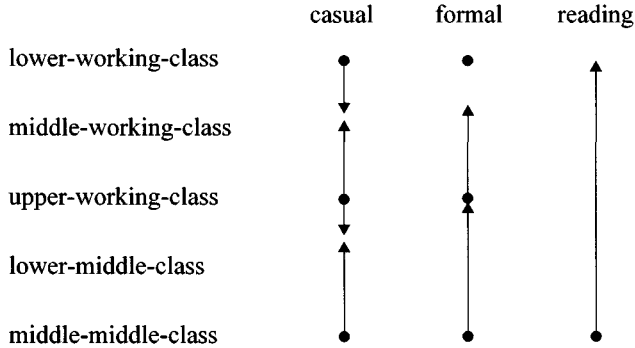 casual formal reading
lower-working-class
middle-working-class
upper-working-class
lower-middle-class
middle-middle-class